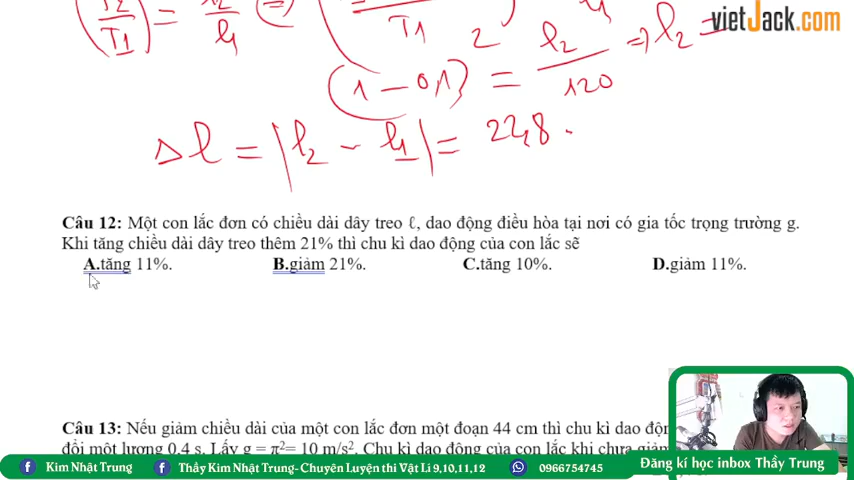 vietJack.com
T1 = l1 => T1 2 l1
(1 - 0,1) = l2/120 => l2 =
Δl = |l2 - l1| = 22,8.
Câu 12: Một con lắc đơn có chiều dài dây treo ℓ, dao động điều hòa tại nơi có gia tốc trọng trường g.
Khi tăng chiều dài dây treo thêm 21% thì chu kì dao động của con lắc sẽ
A.tăng 11%. B.giảm 21%. C.tăng 10%. D.giảm 11%.
Câu 13: Nếu giảm chiều dài của một con lắc đơn một đoạn 44 cm thì chu kì dao
đổi một lượng 0,4 s. Lấy g = π²= 10 m/s². Chu kì dao động của con lắc khi chưa giảm
Kim Nhật Trung Thầy Kim Nhật Trung- Chuyên Luyện thi Vật Lí 9,10,11,12 0966754745 Đăng kí học inbox Thầy Trung